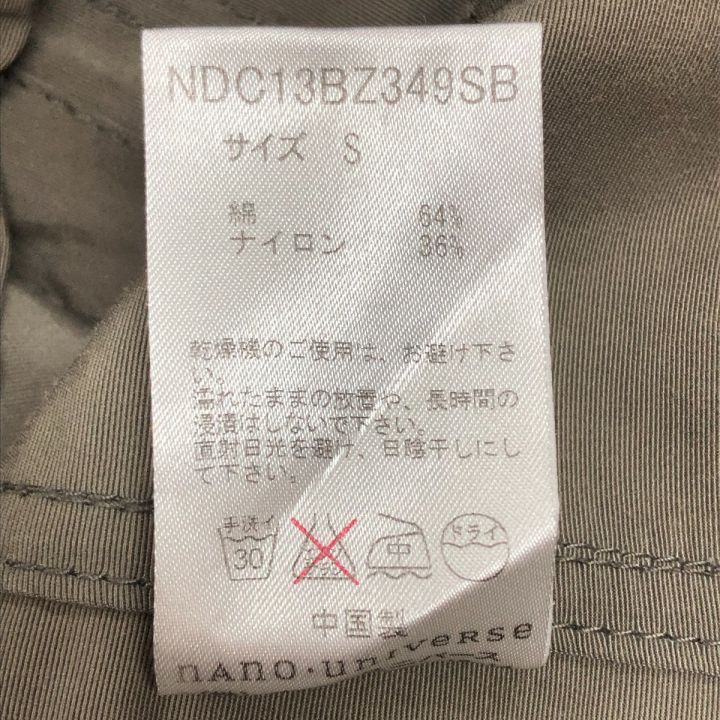 NDC13BZ349SB
サイズ S
綿 64%
ナイロン 36%
乾燥機のご使用は、お避け下さ
い。
濡れたままの放置や、長時間の
浸漬はしないで下さい。
直射日光を避け、日陰干しにし
て下さい。
手洗イ
30
中
ドライ
中国製
nano・universe